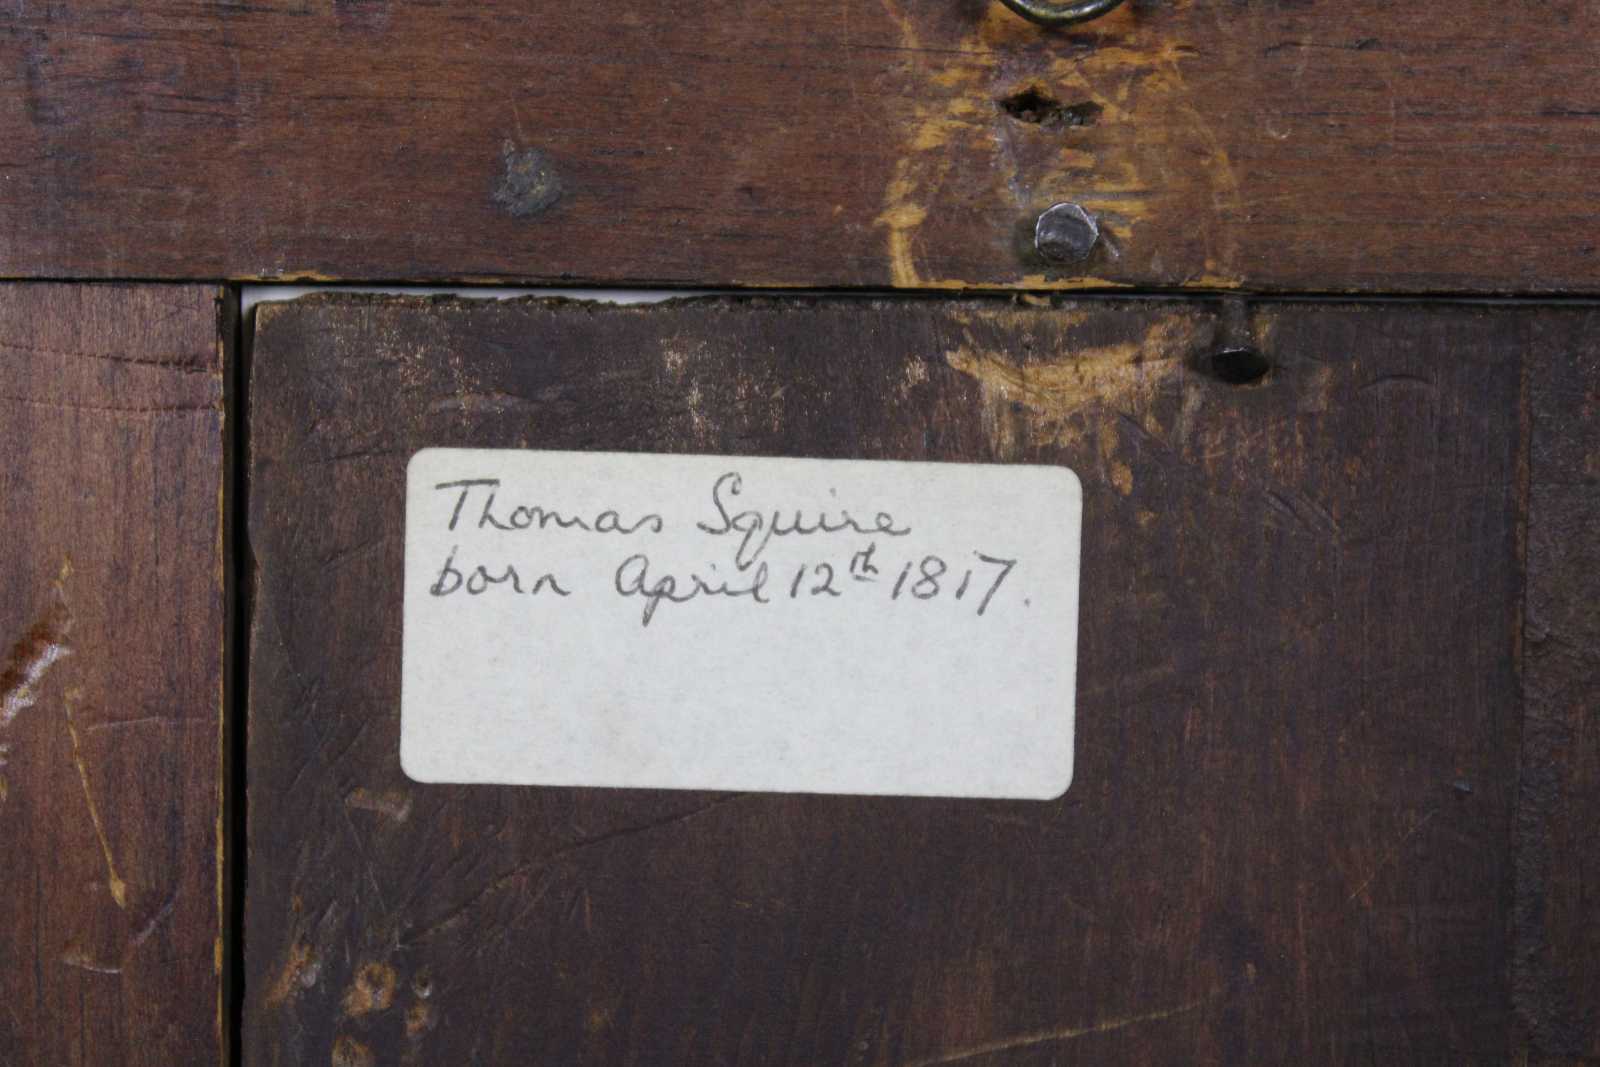 Thomas Squire
born April 12th 1817.